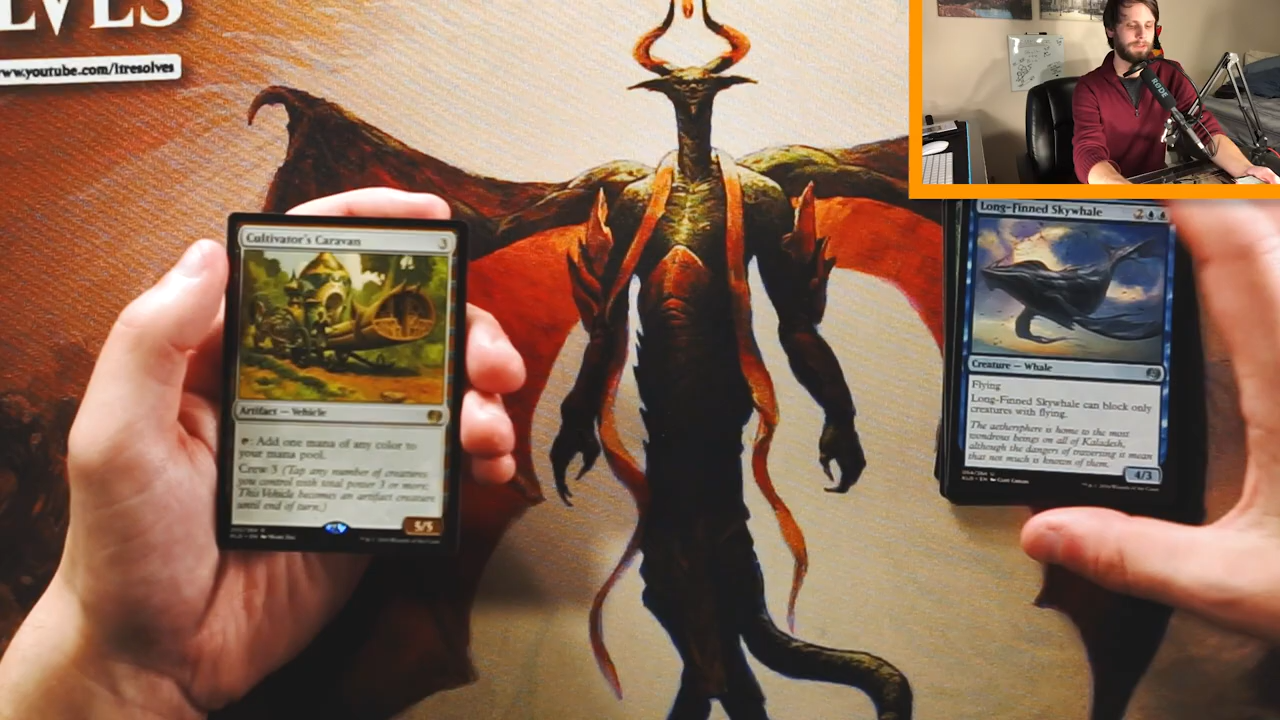 LVES
www.youtube.com/itresolves
Cultivator's Caravan 3
Artifact — Vehicle
: Add one mana of any color to
your mana pool.
Crew 3 (Tap any number of creatures
you control with total power 3 or more:
This Vehicle becomes an artifact creature
until end of turn.)
5/5
RODE
Long-Finned Skywhale 2
Creature — Whale
Flying
Long-Finned Skywhale can block only
creatures with flying.
The aethersphere is home to the most
wondrous beings on all of Kaladesh,
although the dangers of traversing it mean
that not much is known of them.
4/3